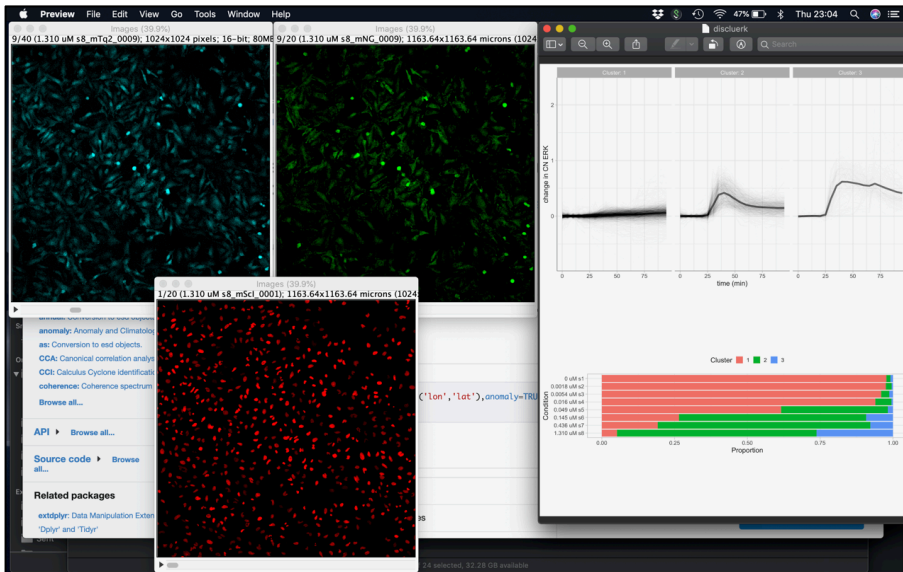 Preview File Edit View Go Tools Window Help
47% Thu 23:04
Images (39.9%)
9/40 (1.310 uM s8_mTq2_0009); 1024x1024 pixels; 16-bit; 80MB
Images (39.9%)
9/20 (1.310 uM s8_mNG_0009); 1163.64x1163.64 microns (1024
discluerk
Search
Cluster: 1 Cluster: 2 Cluster: 3
change in CN ERK
2
1
0
0 25 50 75 0 25 50 75 0 25 50 75
time (min)
Images (39.9%)
1/20 (1.310 uM s8_mScI_0001); 1163.64x1163.64 microns (1024
anomaly: Anomaly and Climatolog
as: Conversion to esd objects.
CCA: Canonical correlation analys
CCI: Calculus Cyclone identificatio
coherence: Coherence spectrum
Browse all...
('lon','lat'),anomaly=TRU
API Browse all...
Source code Browse
all...
Related packages
extdplyr: Data Manipulation Exten
'Dplyr' and 'Tidyr'
Sent
es
24 selected, 32.28 GB available
Cluster 1 2 3
Condition
0 uM s1
0.0018 uM s2
0.0054 uM s3
0.016 uM s4
0.049 uM s5
0.145 uM s6
0.436 uM s7
1.310 uM s8
0.00 0.25 0.50 0.75 1.00
Proportion